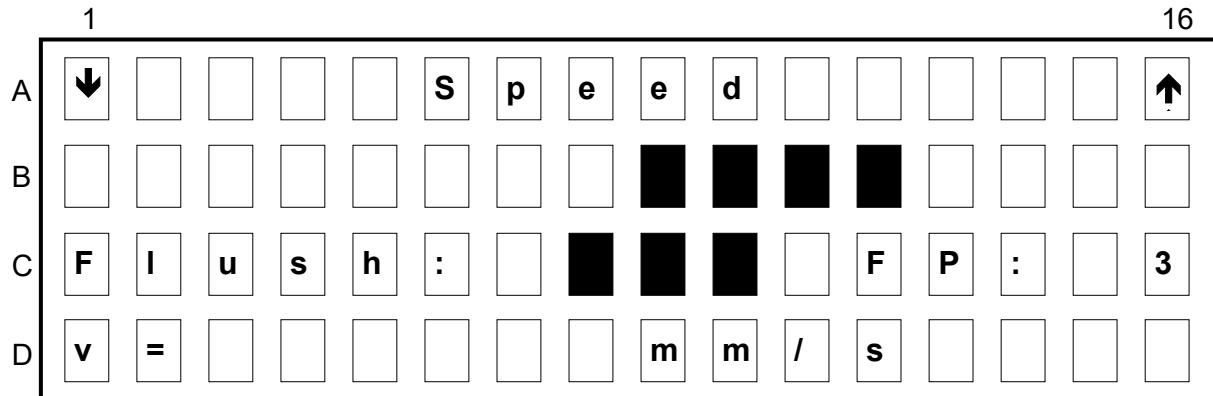 1 16
A ↓ Speed ↑
B
C Flush: FP: 3
D v= mm/s